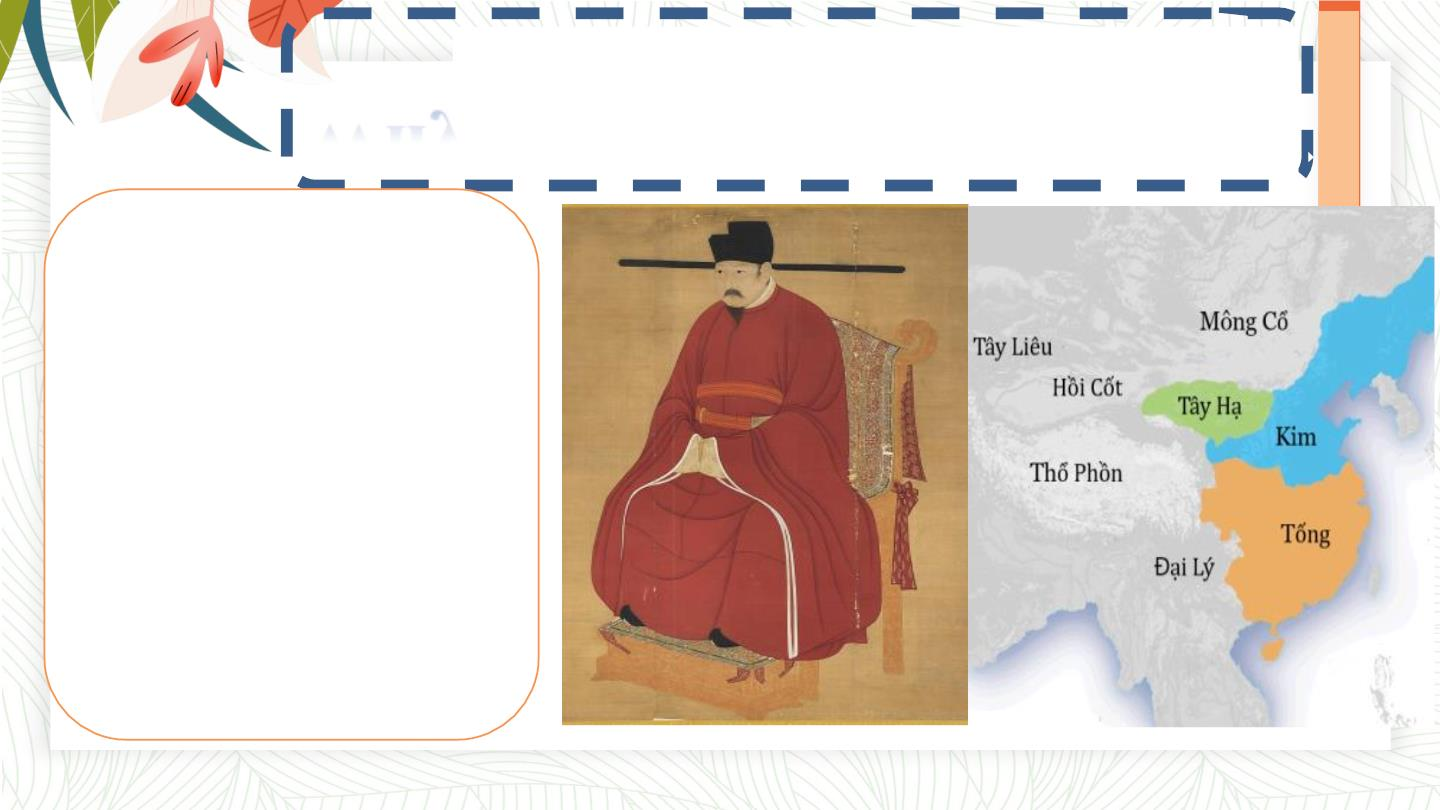 Mông Cổ
Tây Liêu
Hồi Cốt
Tây Hạ
Kim
Thổ Phồn
Tống
Đại Lý